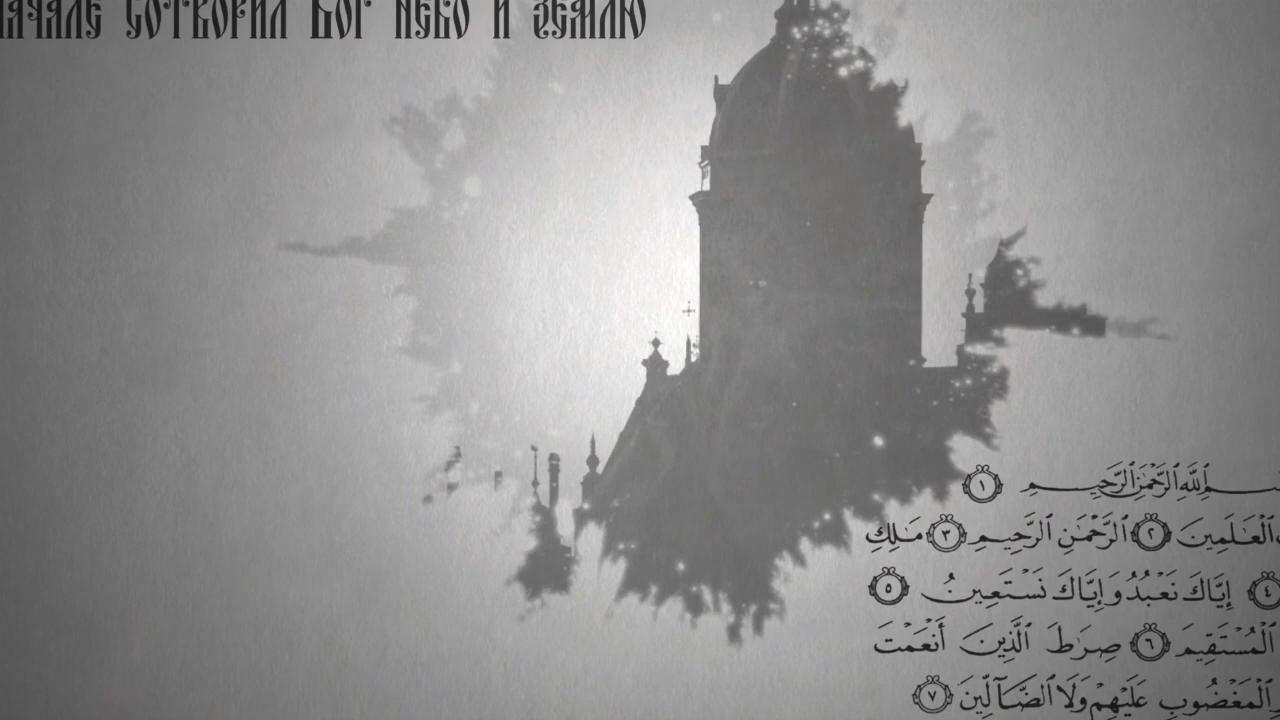 НАЧАЛЕ СОТВОРИЛ БОГ НЕБО И ЗЕМЛЮ
ٱللَّهِ ٱلرَّحْمَٰنِ ٱلرَّحِيمِ ١
ٱلْعَٰلَمِينَ ٢ ٱلرَّحْمَٰنِ ٱلرَّحِيمِ ٣ مَٰلِكِ
٤ إِيَّاكَ نَعْبُدُ وَإِيَّاكَ نَسْتَعِينُ ٥
ٱلْمُسْتَقِيمَ ٦ صِرَٰطَ ٱلَّذِينَ أَنْعَمْتَ
ٱلْمَغْضُوبِ عَلَيْهِمْ وَلَا ٱلضَّآلِّينَ ٧